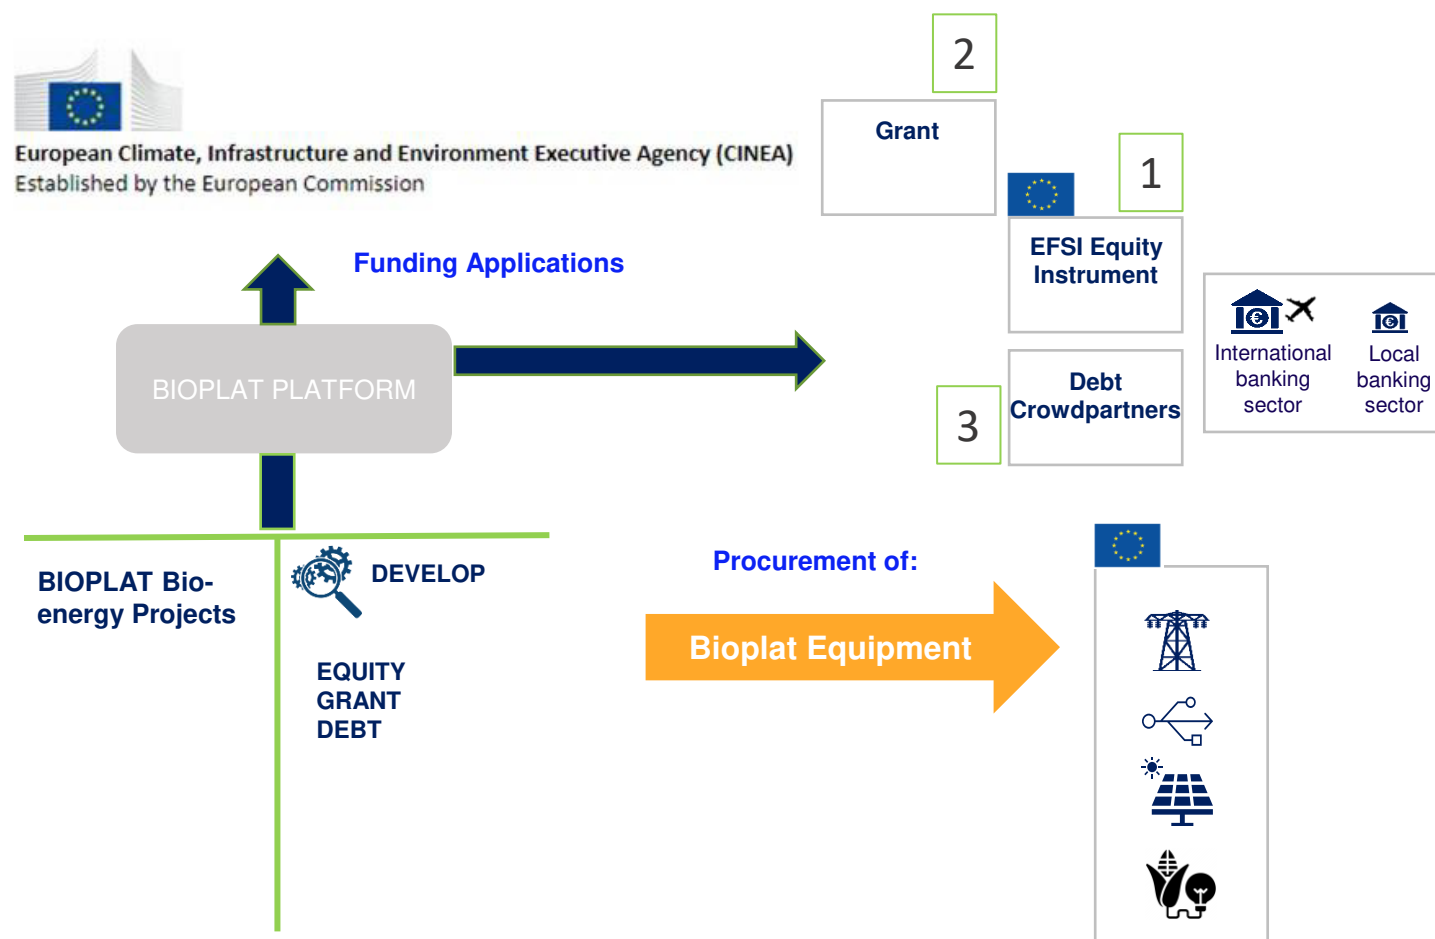 European Climate, Infrastructure and Environment Executive Agency (CINEA)
Established by the European Commission
2
Grant
1
EFSI Equity
Instrument
Funding Applications
BIOPLAT PLATFORM
International
banking
sector
Local
banking
sector
Debt
Crowdpartners
3
BIOPLAT Bio-
energy Projects
DEVELOP
EQUITY
GRANT
DEBT
Procurement of:
Bioplat Equipment